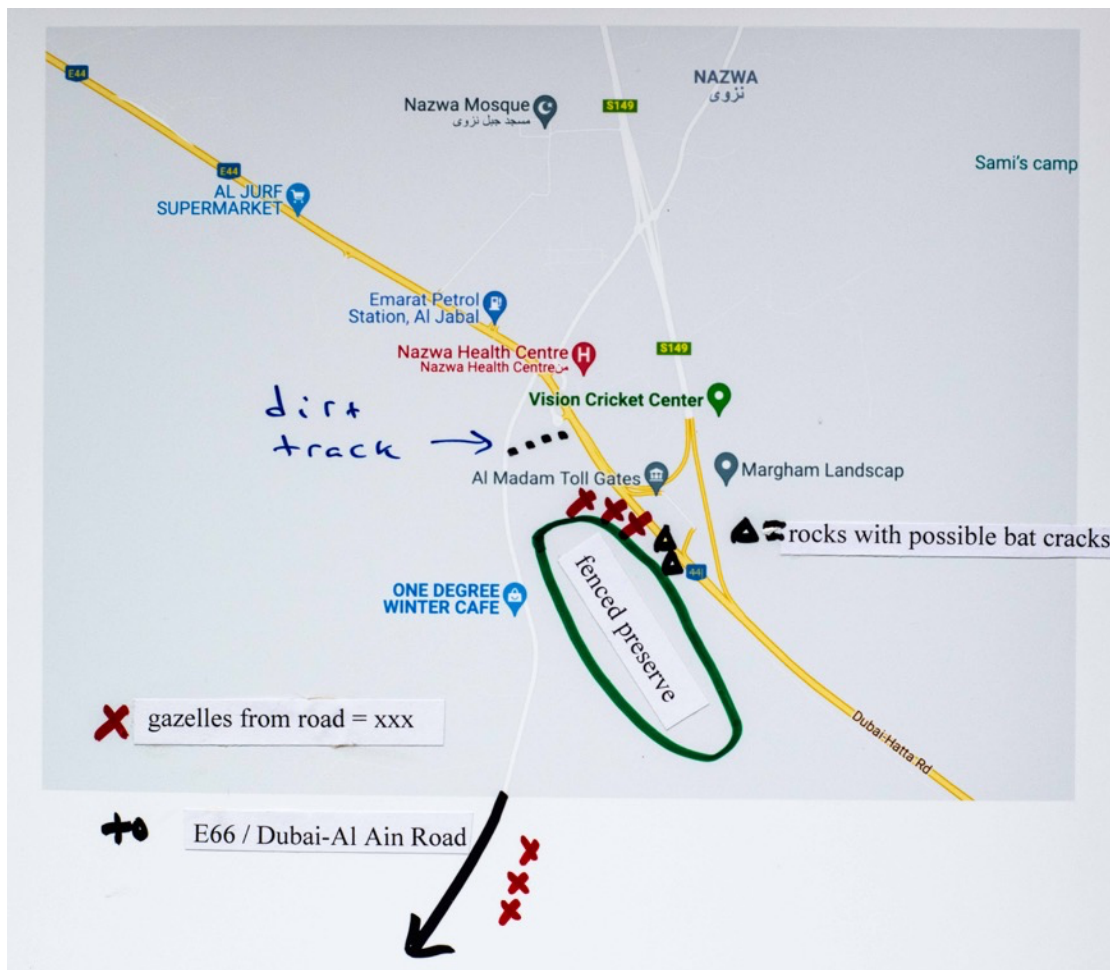 E44
NAZWA
نزوى
Nazwa Mosque
مسجد جبل نزوى
S149
Sami's camp
E44
AL JURF
SUPERMARKET
Emarat Petrol
Station, Al Jabal
Nazwa Health Centre
Nazwa Health Centreمن
S149
Vision Cricket Center
dirt
track
Al Madam Toll Gates
Margham Landscap
= rocks with possible bat cracks
44
fenced preserve
ONE DEGREE
WINTER CAFE
x gazelles from road = xxx
Dubai-Hatta Rd
to E66 / Dubai-Al Ain Road